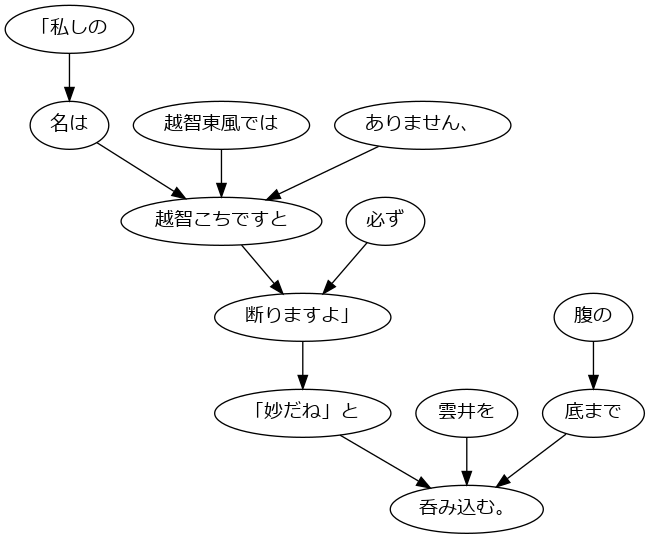 「私しの
名は
越智東風では
ありません、
越智こちですと
必ず
断りますよ」
腹の
「妙だね」と
雲井を
底まで
呑み込む。